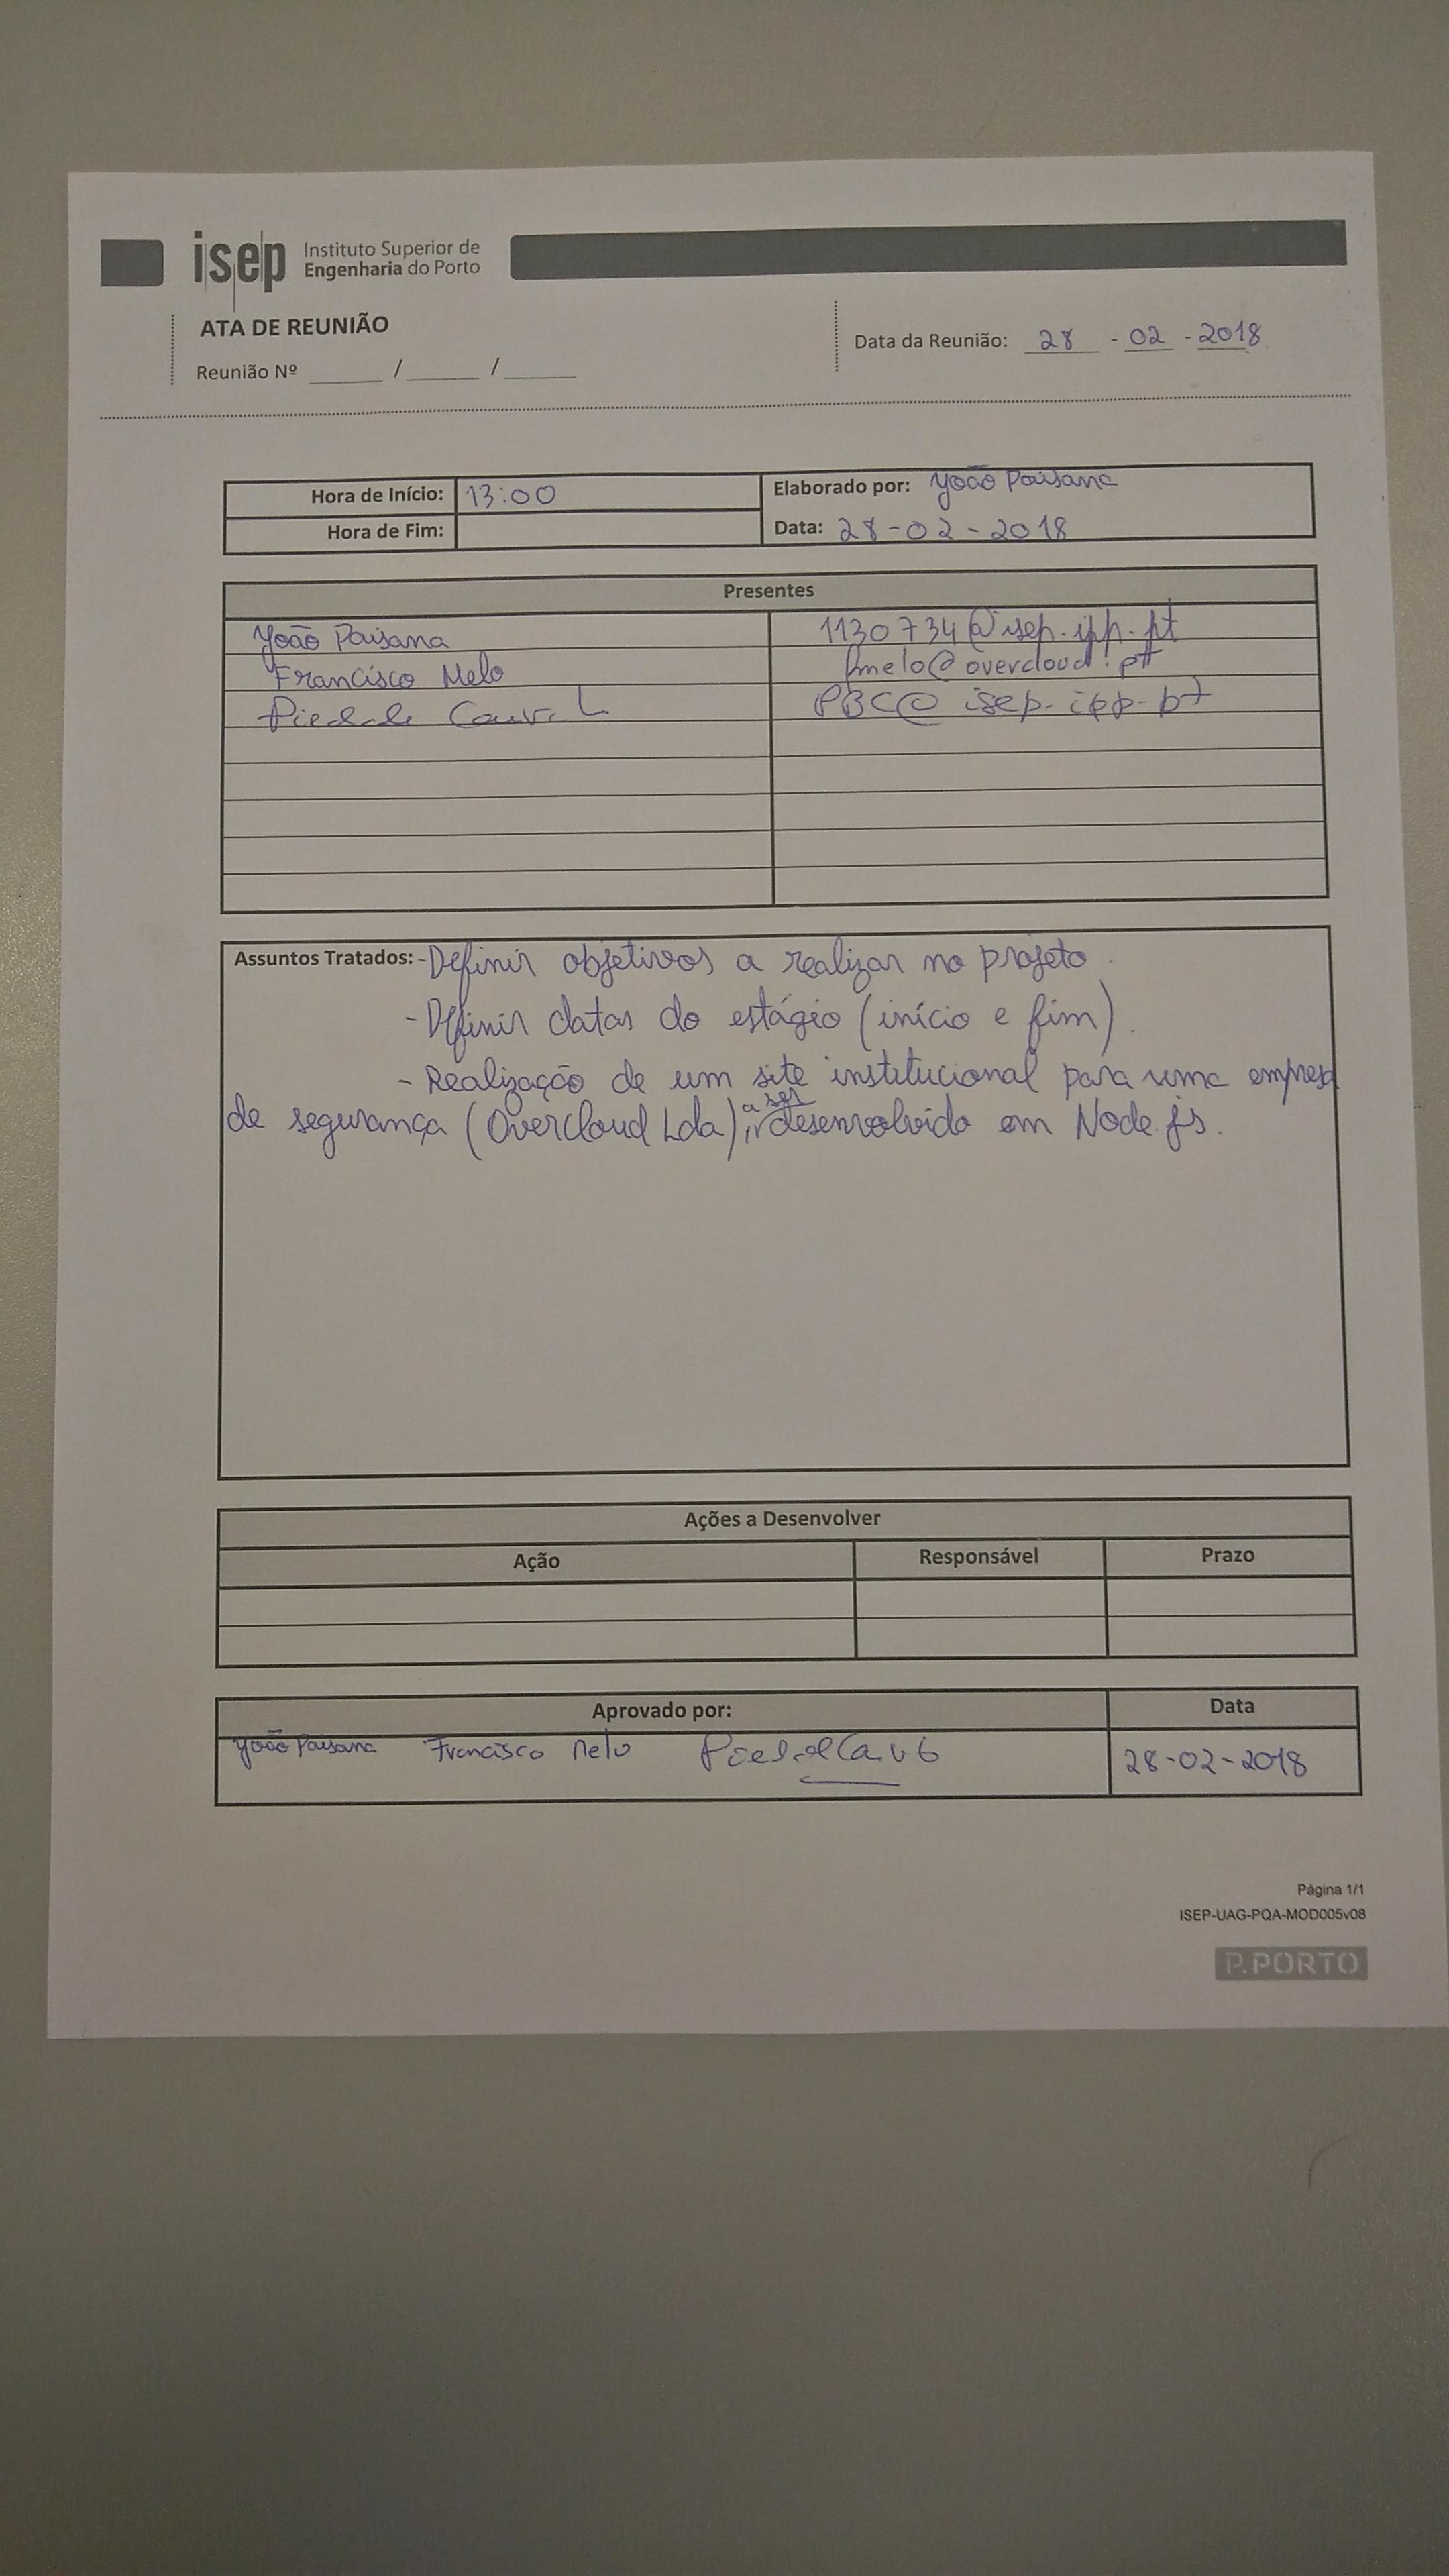 isep Instituto Superior de
Engenharia do Porto
ATA DE REUNIÃO
Reunião Nº ______ / ______ / ______
Data da Reunião: 28 - 02 - 2018
Hora de Início: 13:00
Hora de Fim:
Elaborado por: João Paisana
Data: 28-02-2018
Presentes
João Paisana 1130734@isep.ipp.pt
Francisco Melo fmelo@overcloud.pt
Piedade PBC@isep.ipp.pt
Assuntos Tratados: - Definir objetivos a realizar no projeto.
- Definir datas do estágio (início e fim).
- Realização de um site institucional para uma empresa
de segurança (Overcloud Lda), a ser desenvolvido em Node.js.
Ações a Desenvolver
Ação Responsável Prazo
Aprovado por: Data
João Paisana Francisco Melo 28-02-2018
Página 1/1
ISEP-UAG-PQA-MOD005v08
P.PORTO